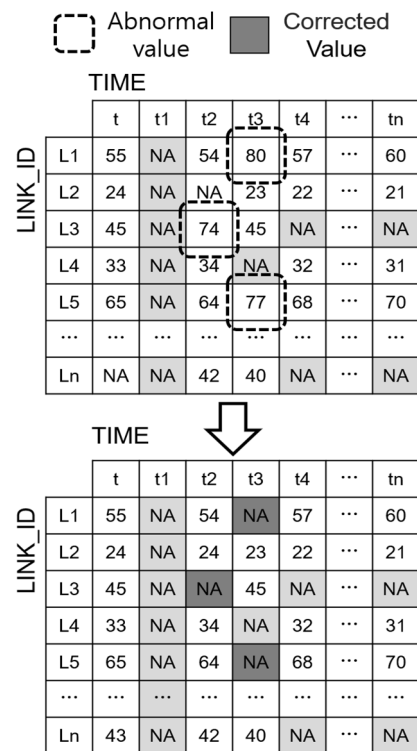 Abnormal value
Corrected Value
TIME
LINK_ID
t t1 t2 t3 t4 ... tn
L1 55 NA 54 80 57 ... 60
L2 24 NA NA 23 22 ... 21
L3 45 NA 74 45 NA ... NA
L4 33 NA 34 NA 32 ... 31
L5 65 NA 64 77 68 ... 70
... ... ... ... ... ... ...
Ln NA NA 42 40 NA ... NA
TIME
LINK_ID
t t1 t2 t3 t4 ... tn
L1 55 NA 54 NA 57 ... 60
L2 24 NA 24 23 22 ... 21
L3 45 NA NA 45 NA ... NA
L4 33 NA 34 NA 32 ... 31
L5 65 NA 64 NA 68 ... 70
... ... ... ... ... ... ...
Ln 43 NA 42 40 NA ... NA